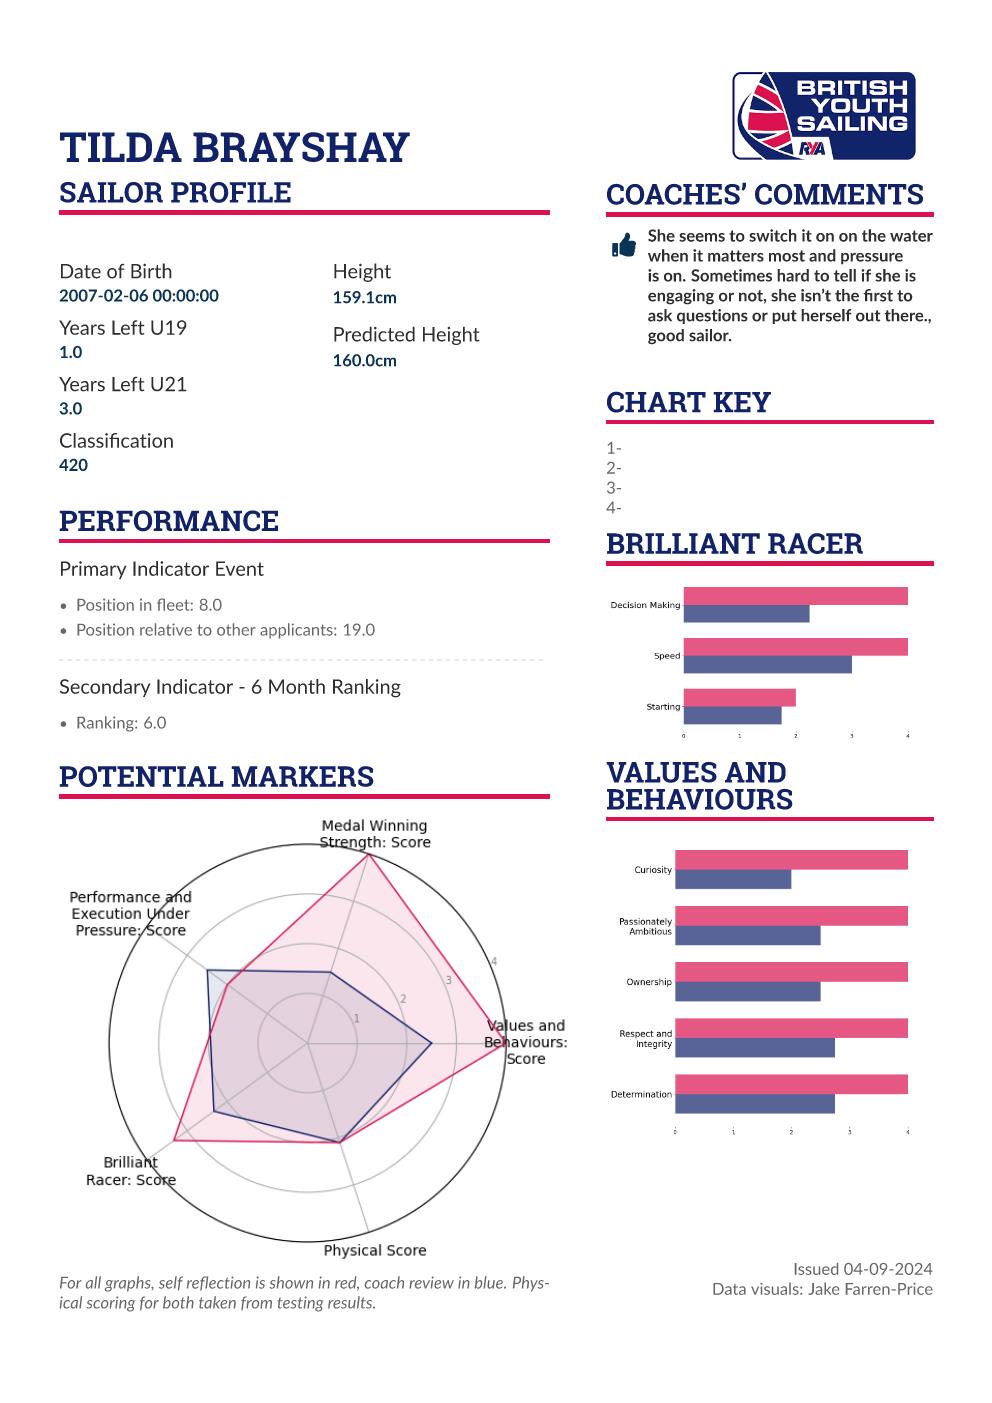 BRITISH
YOUTH
SAILING
RYA
TILDA BRAYSHAY
SAILOR PROFILE
Date of Birth
2007-02-06 00:00:00
Years Left U19
1.0
Years Left U21
3.0
Classification
420
Height
159.1cm
Predicted Height
160.0cm
PERFORMANCE
Primary Indicator Event
• Position in fleet: 8.0
• Position relative to other applicants: 19.0
Secondary Indicator - 6 Month Ranking
• Ranking: 6.0
POTENTIAL MARKERS
Medal Winning
Strength: Score
Performance and
Execution Under
Pressure: Score
4
3
2
1
Values and
Behaviours:
Score
Brilliant
Racer: Score
Physical Score
For all graphs, self reflection is shown in red, coach review in blue. Phys-
ical scoring for both taken from testing results.
COACHES’ COMMENTS
She seems to switch it on on the water
when it matters most and pressure
is on. Sometimes hard to tell if she is
engaging or not, she isn’t the first to
ask questions or put herself out there.,
good sailor.
CHART KEY
1-
2-
3-
4-
BRILLIANT RACER
Decision Making
Speed
Starting
0 1 2 3 4
VALUES AND
BEHAVIOURS
Curiosity
Passionately
Ambitious
Ownership
Respect and
Integrity
Determination
0 1 2 3 4
Issued 04-09-2024
Data visuals: Jake Farren-Price